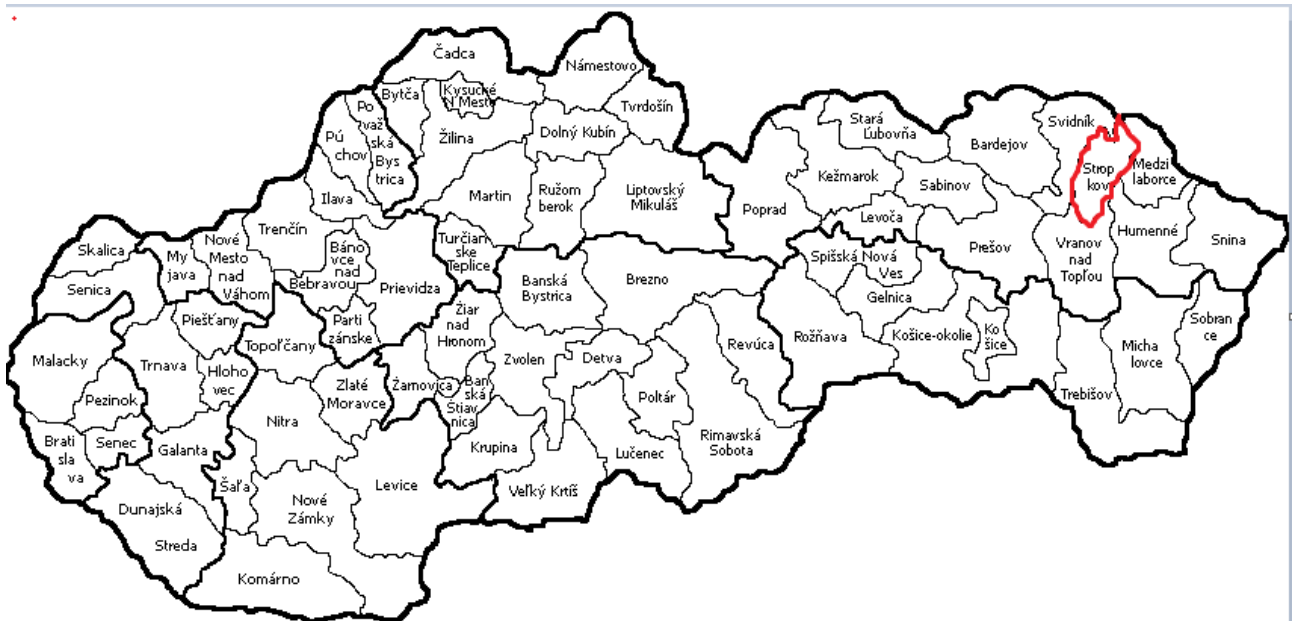 Čadca
Námestovo
Bytča
Kysucké
N Mesto
Tvrdošín
Po
važ
ská
Bys
trica
Pú
chov
Žilina
Dolný Kubín
Stará
Ľubovňa
Svidník
Bardejov
Strop
kov
Medzi
laborce
Ilava
Martin
Ružom
berok
Liptovský
Mikuláš
Kežmarok
Sabinov
Poprad
Levoča
Prešov
Vranov
nad
Topľou
Humenné
Snina
Skalica
My
java
Nové
Mesto
nad
Váhom
Trenčín
Báno
vce nad
Bebravou
Prievidza
Turčian
ske
Teplice
Banská
Bystrica
Brezno
Spišská Nová
Ves
Gelnica
Senica
Piešťany
Topoľčany
Parti
zánske
Žiar
nad
Hronom
Rožňava
Košice-okolie
Ko
šice
Micha
lovce
Sobran
ce
Malacky
Trnava
Hloho
vec
Zlaté
Moravce
Žarnovica
Ban
ská
Štiav
nica
Zvolen
Detva
Revúca
Trebišov
Pezinok
Poltár
Brati
sla
va
Senec
Galanta
Nitra
Krupina
Lučenec
Rimavská
Sobota
Šaľa
Levice
Veľký Krtíš
Dunajská
Streda
Nové
Zámky
Komárno